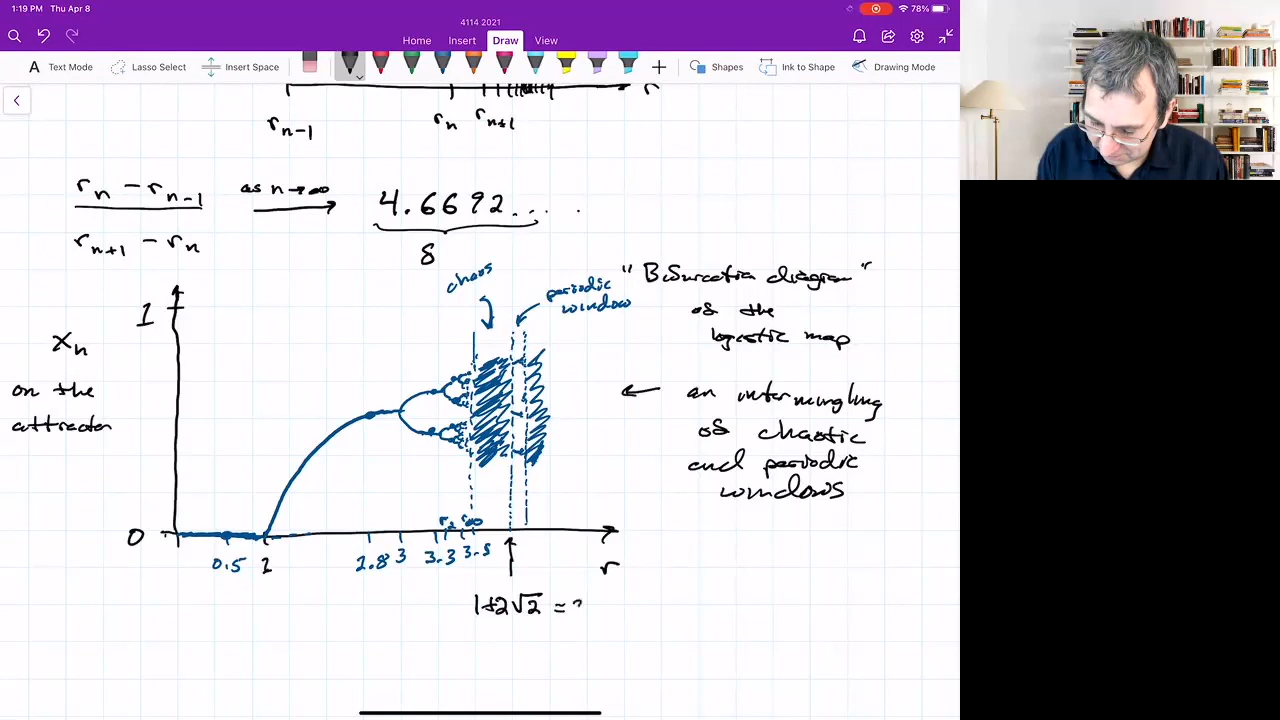 1:19 PM Thu Apr 8
78%
4114 2021
Home Insert Draw View
Text Mode Lasso Select Insert Space Shapes Ink to Shape Drawing Mode
r
r_{n-1} r_n r_{n+1}
r_n - r_{n-1} as n→∞ 4.6692....
r_{n+1} - r_n
δ
chaos
periodic
window
"Bifurcation diagram"
of the
logistic map
1
x_n
on the
attractor
← an intermingling
of chaotic
and periodic
windows
r_2 r_∞
0
0.5 1 2.8 3 3.3 3.5 r
1+2√2 =